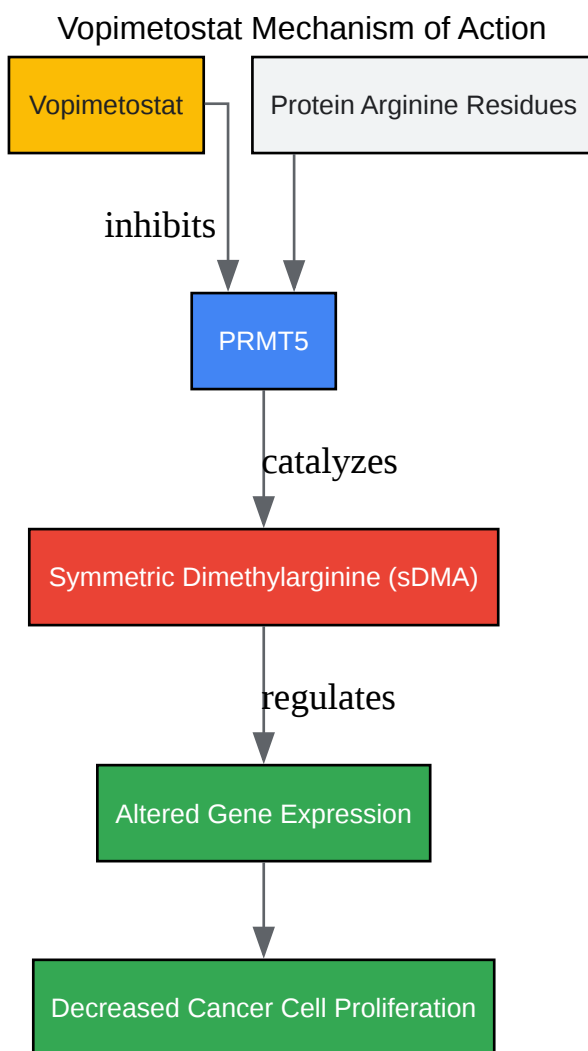 Vopimetostat Mechanism of Action
Vopimetostat
Protein Arginine Residues
inhibits
PRMT5
catalyzes
Symmetric Dimethylarginine (sDMA)
regulates
Altered Gene Expression
Decreased Cancer Cell Proliferation